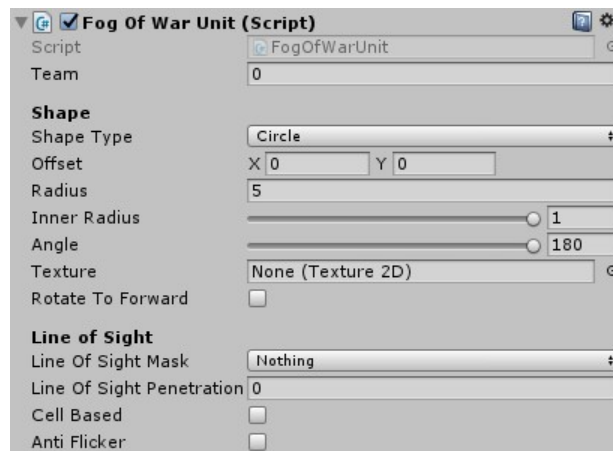 Fog Of War Unit (Script)
Script FogOfWarUnit
Team 0
Shape
Shape Type Circle
Offset X 0 Y 0
Radius 5
Inner Radius 1
Angle 180
Texture None (Texture 2D)
Rotate To Forward
Line of Sight
Line Of Sight Mask Nothing
Line Of Sight Penetration 0
Cell Based
Anti Flicker